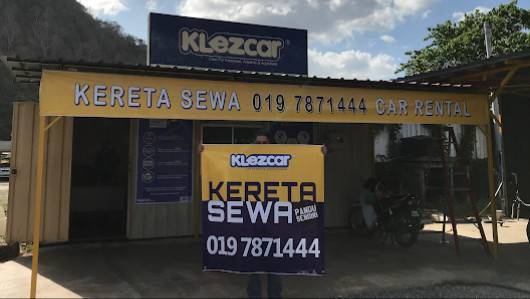 KLEZCAR
KERETA SEWA 019 7871444 CAR RENTAL
KLEZCAR
KERETA
SEWA
PANDU
SENDIRI
019 7871444